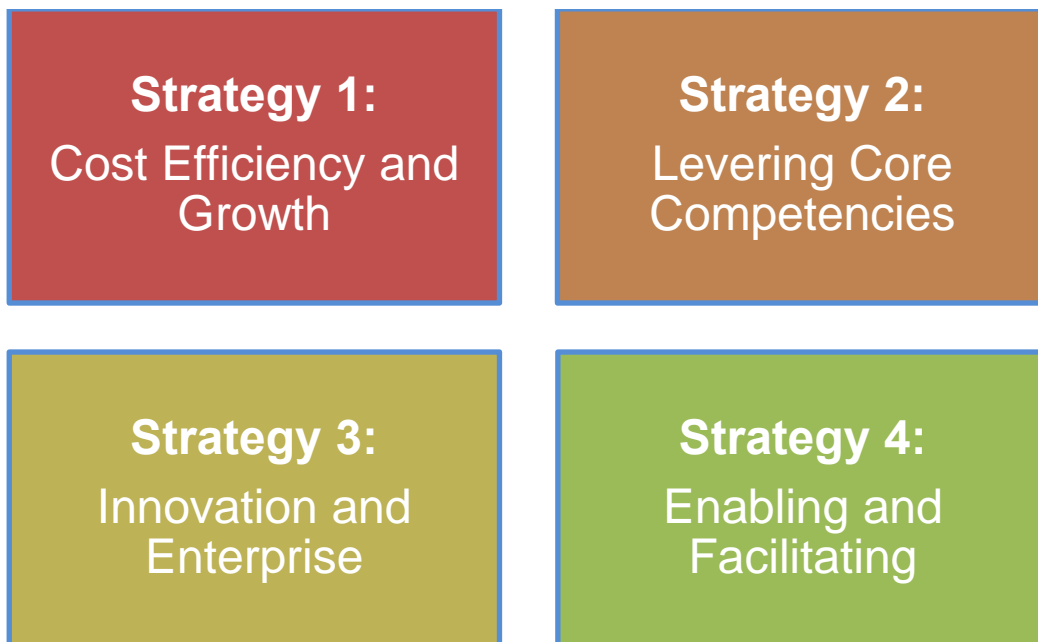 Strategy 1:
Cost Efficiency and
Growth
Strategy 2:
Levering Core
Competencies
Strategy 3:
Innovation and
Enterprise
Strategy 4:
Enabling and
Facilitating